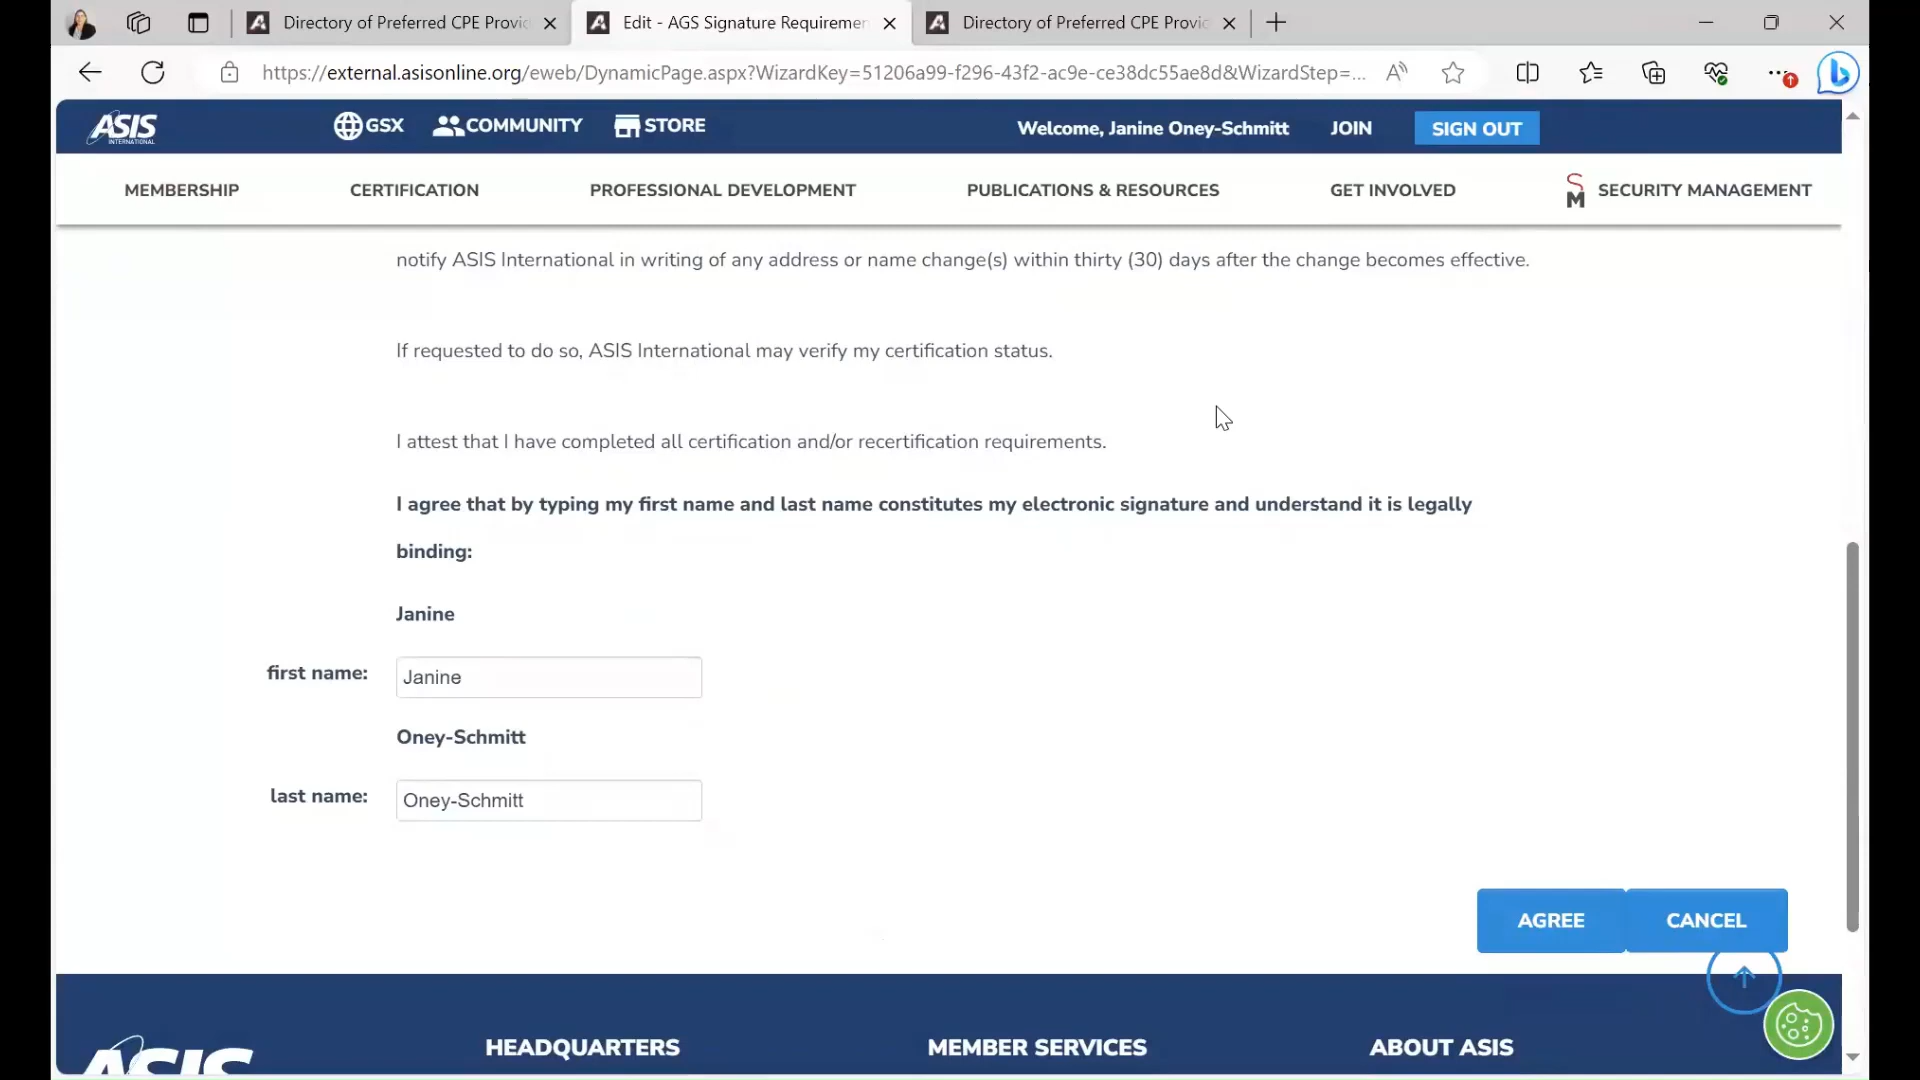 Directory of Preferred CPE Provi
Edit - AGS Signature Requiremen
Directory of Preferred CPE Provi
https://external.asisonline.org/eweb/DynamicPage.aspx?WizardKey=51206a99-f296-43f2-ac9e-ce38dc55ae8d&WizardStep=...
ASIS INTERNATIONAL
GSX
COMMUNITY
STORE
Welcome, Janine Oney-Schmitt
JOIN
SIGN OUT
MEMBERSHIP
CERTIFICATION
PROFESSIONAL DEVELOPMENT
PUBLICATIONS & RESOURCES
GET INVOLVED
SM SECURITY MANAGEMENT
notify ASIS International in writing of any address or name change(s) within thirty (30) days after the change becomes effective.
If requested to do so, ASIS International may verify my certification status.
I attest that I have completed all certification and/or recertification requirements.
I agree that by typing my first name and last name constitutes my electronic signature and understand it is legally
binding:
Janine
first name: Janine
Oney-Schmitt
last name: Oney-Schmitt
AGREE
CANCEL
ASIS
HEADQUARTERS
MEMBER SERVICES
ABOUT ASIS